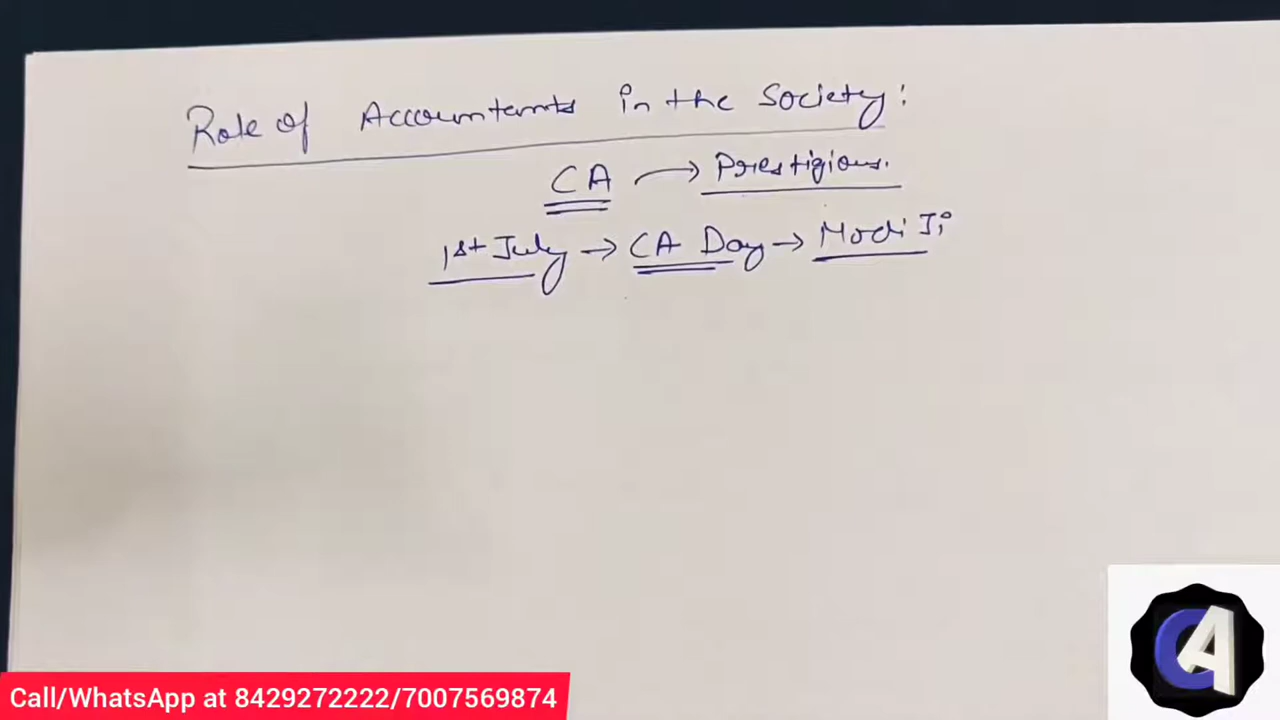 Role of Accountants in the Society:
CA → Prestigious.
1st July → CA Day → Modi Ji
CA
Call/WhatsApp at 8429272222/7007569874